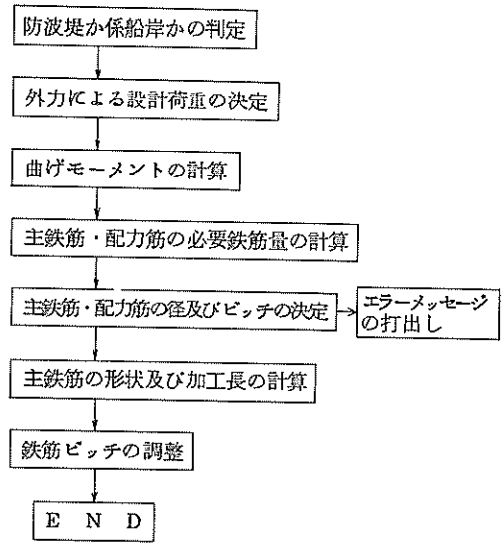 防波堤か係船岸かの判定
外力による設計荷重の決定
曲げモーメントの計算
主鉄筋・配力筋の必要鉄筋量の計算
主鉄筋・配力筋の径及びピッチの決定
エラーメッセージ
の打出し
主鉄筋の形状及び加工長の計算
鉄筋ピッチの調整
E N D